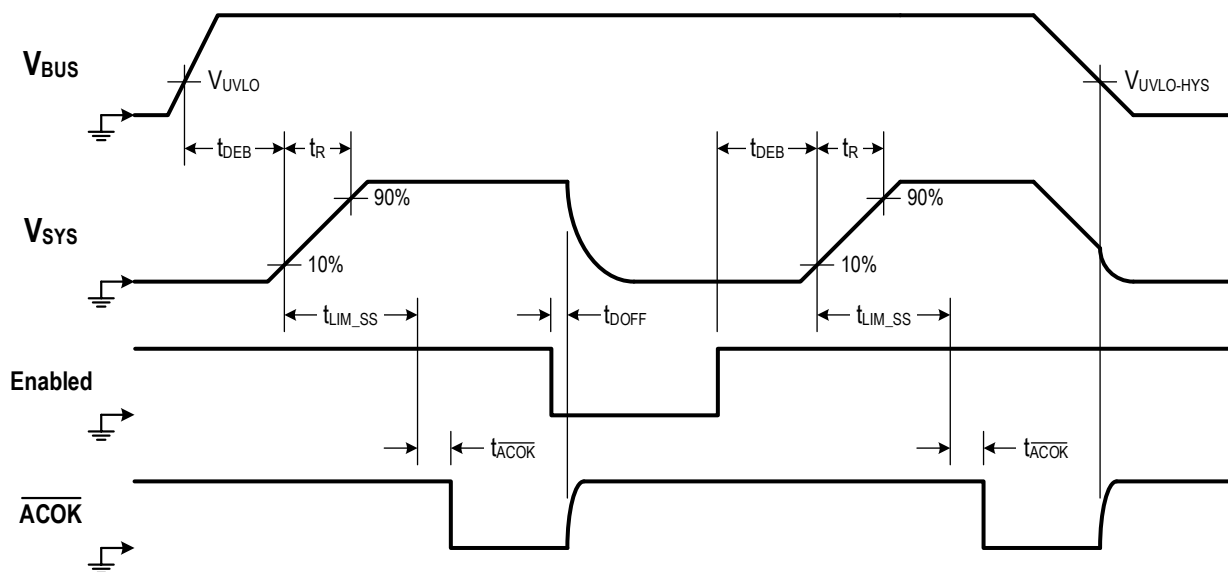 VBUS
VUVLO
VUVLO-HYS
tDEB
tR
tDEB
tR
90%
90%
VSYS
10%
10%
tLIM_SS
tDOFF
tLIM_SS
Enabled
tACOK
tACOK
ACOK